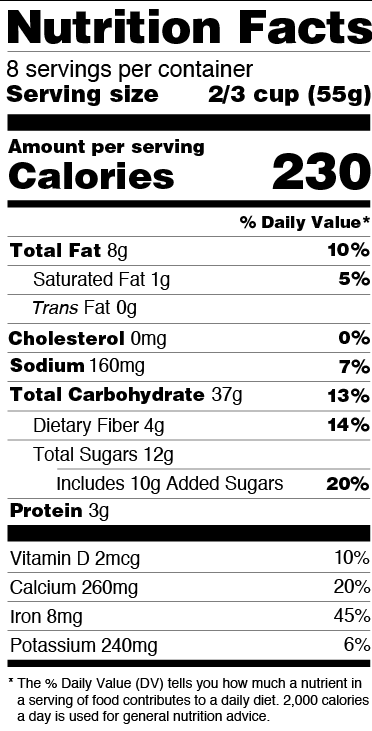 Nutrition Facts
8 servings per container
Serving size 2/3 cup (55g)
Amount per serving
Calories 230
% Daily Value*
Total Fat 8g 10%
Saturated Fat 1g 5%
Trans Fat 0g
Cholesterol 0mg 0%
Sodium 160mg 7%
Total Carbohydrate 37g 13%
Dietary Fiber 4g 14%
Total Sugars 12g
Includes 10g Added Sugars 20%
Protein 3g
Vitamin D 2mcg 10%
Calcium 260mg 20%
Iron 8mg 45%
Potassium 240mg 6%
* The % Daily Value (DV) tells you how much a nutrient in
a serving of food contributes to a daily diet. 2,000 calories
a day is used for general nutrition advice.